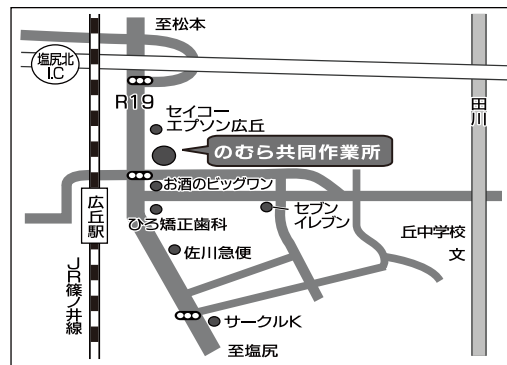 至松本
塩尻北
I.C
R19
セイコー
エプソン広丘
のむら共同作業所
田川
お酒のビッグワン
広丘駅
ひろ矯正歯科
セブン
イレブン
丘中学校
文
佐川急便
JR篠ノ井線
サークルK
至塩尻